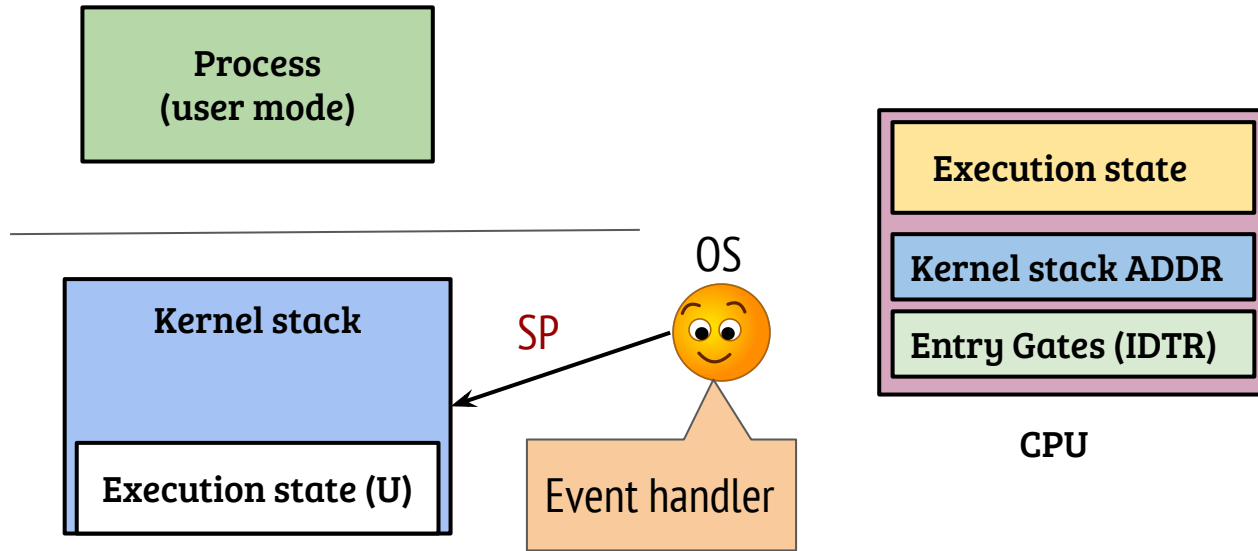 Process
(user mode)
Execution state
Kernel stack ADDR
Entry Gates (IDTR)
CPU
OS
Kernel stack
SP
Execution state (U)
Event handler